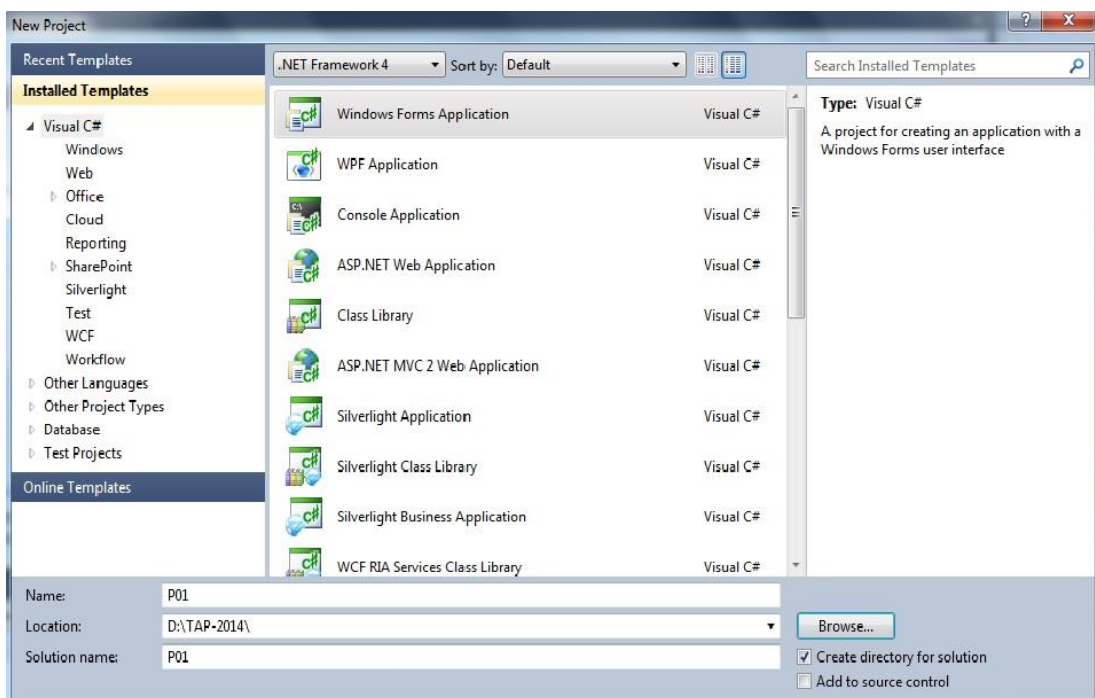 New Project
Recent Templates
Installed Templates
Visual C#
Windows
Web
Office
Cloud
Reporting
SharePoint
Silverlight
Test
WCF
Workflow
Other Languages
Other Project Types
Database
Test Projects
Online Templates
.NET Framework 4 Sort by: Default
Windows Forms Application Visual C#
WPF Application Visual C#
Console Application Visual C#
ASP.NET Web Application Visual C#
Class Library Visual C#
ASP.NET MVC 2 Web Application Visual C#
Silverlight Application Visual C#
Silverlight Class Library Visual C#
Silverlight Business Application Visual C#
WCF RIA Services Class Library Visual C#
Search Installed Templates
Type: Visual C#
A project for creating an application with a
Windows Forms user interface
Name: P01
Location: D:\TAP-2014\ Browse...
Solution name: P01
Create directory for solution
Add to source control